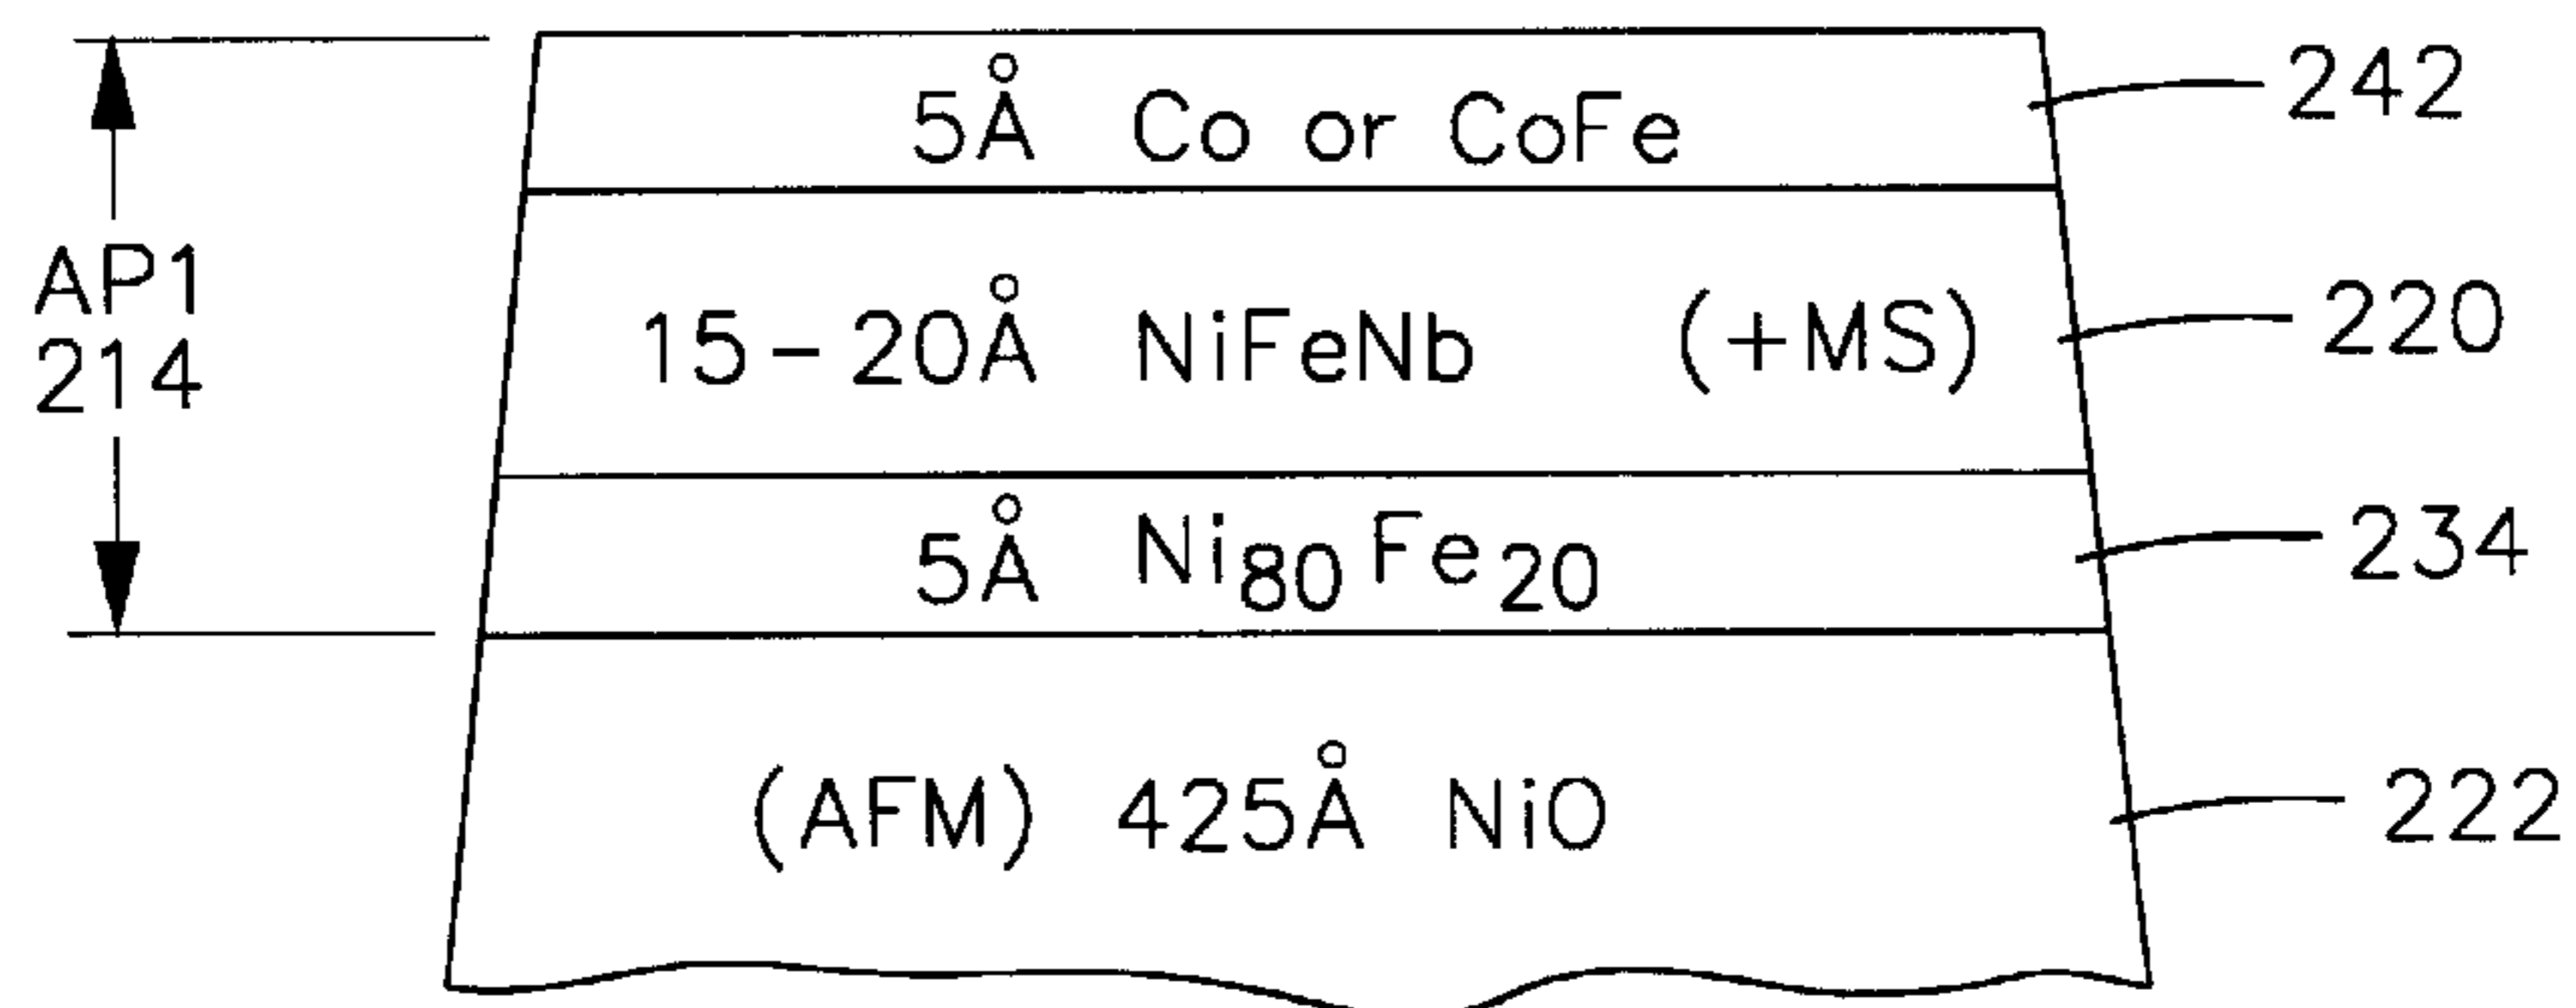 5Å Co or CoFe 242
AP1
214
15-20Å NiFeNb (+MS) 220
5Å Ni80Fe20 234
(AFM) 425Å NiO 222